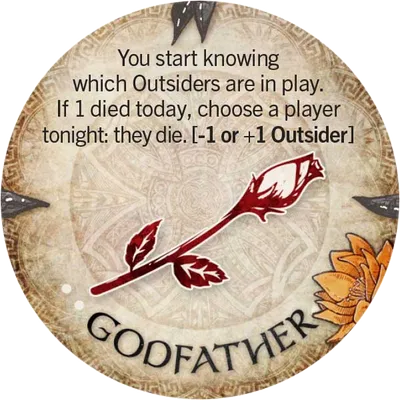 You start knowing
which Outsiders are in play.
If 1 died today, choose a player
tonight: they die. [-1 or +1 Outsider]
GODFATHER